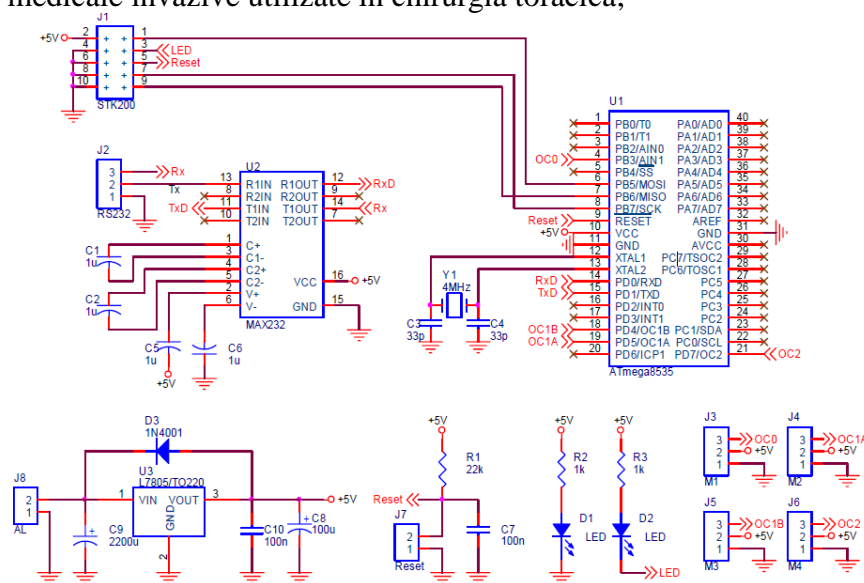 medicale invazive utilizate în chirurgia toracică,
J1
+5V 2 1
4 3 LED
6 5 Reset
8 7
10 9
STK200
J2
3 Rx
2 Tx
1
RS232
U2
13 R1IN R1OUT 12 RxD
8 R2IN R2OUT 9
TxD 11 T1IN T1OUT 14 Rx
10 T2IN T2OUT 7
1 C+
3 C1-
4 C2+
5 C2- VCC 16 +5V
2 V+
6 V- GND 15
MAX232
C1
1u
C2
1u
C5
1u
+5V
C6
1u
U1
1 PB0/T0 PA0/AD0 40
2 PB1/T1 PA1/AD1 39
3 PB2/AIN0 PA2/AD2 38
OC0 4 PB3/AIN1 PA3/AD3 37
5 PB4/SS PA4/AD4 36
6 PB5/MOSI PA5/AD5 35
7 PB6/MISO PA6/AD6 34
8 PB7/SCK PA7/AD7 33
Reset 9 RESET AREF 32
+5V 10 VCC GND 31
11 GND AVCC 30
12 XTAL1 PC7/TSOC2 29
13 XTAL2 PC6/TOSC1 28
RxD 14 PD0/RXD PC5 27
TxD 15 PD1/TXD PC4 26
16 PD2/INT0 PC3 25
17 PD3/INT1 PC2 24
OC1B 18 PD4/OC1B PC1/SDA 23
OC1A 19 PD5/OC1A PC0/SCL 22
20 PD6/ICP1 PD7/OC2 21 OC2
ATmega8535
Y1
4MHz
C3
33p
C4
33p
D3
1N4001
U3
L7805/TO220
J8
2
1
AL
1 VIN VOUT 3 +5V
GND
2
C9
2200u
C10
100n
C8
100u
+5V
R1
22k
Reset
J7
2
1
Reset
C7
100n
+5V
R2
1k
D1
LED
+5V
R3
1k
D2
LED
LED
J3
3 OC0
2 +5V
1
M1
J4
3 OC1A
2 +5V
1
M2
J5
3 OC1B
2 +5V
1
M3
J6
3 OC2
2 +5V
1
M4